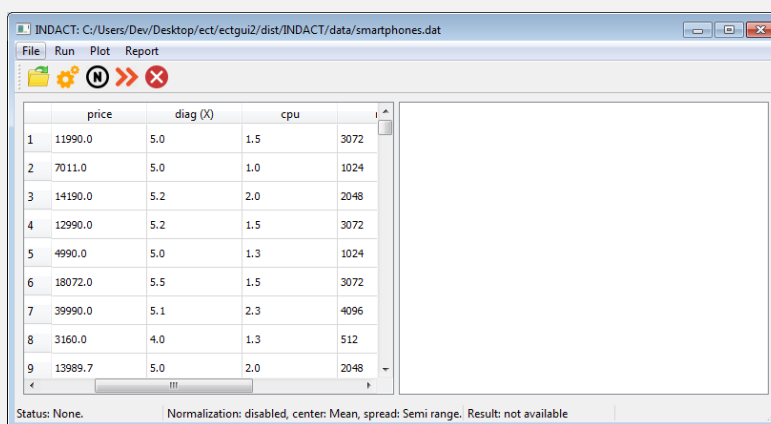 INDACT: C:/Users/Dev/Desktop/ect/ectgui2/dist/INDACT/data/smartphones.dat
File Run Plot Report
N
price diag (X) cpu
1 11990.0 5.0 1.5 3072
2 7011.0 5.0 1.0 1024
3 14190.0 5.2 2.0 2048
4 12990.0 5.2 1.5 3072
5 4990.0 5.0 1.3 1024
6 18072.0 5.5 1.5 3072
7 39990.0 5.1 2.3 4096
8 3160.0 4.0 1.3 512
9 13989.7 5.0 2.0 2048
Status: None. Normalization: disabled, center: Mean, spread: Semi range. Result: not available